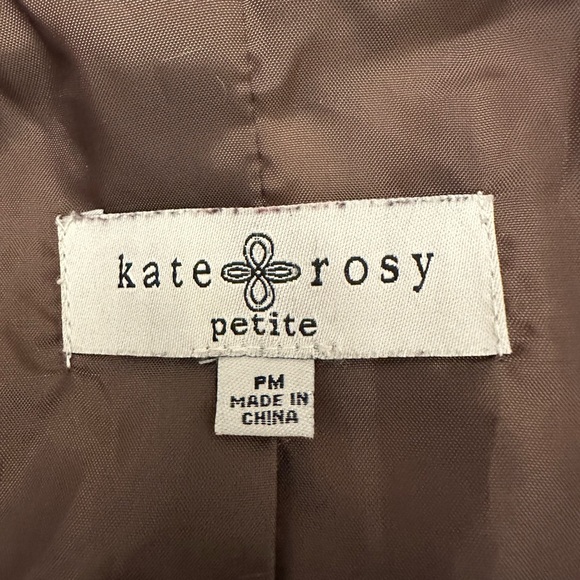 kate rosy
petite
PM
MADE IN
CHINA